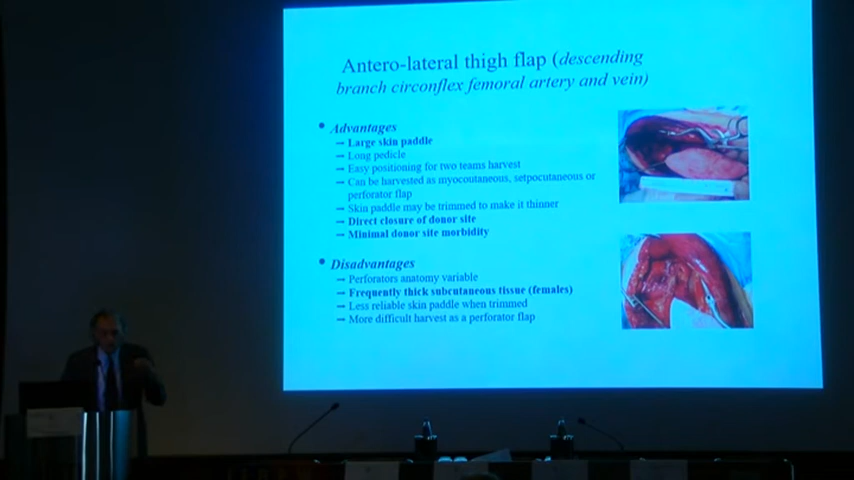 Antero-lateral thigh flap (descending
branch circonflex femoral artery and vein)
• Advantages
– Large skin paddle
– Long pedicle
– Easy positioning for two teams harvest
– Can be harvested as myocoutaneous, setpocutaneous or
perforator flap
– Skin paddle may be trimmed to make it thinner
– Direct closure of donor site
– Minimal donor site morbidity
• Disadvantages
– Perforators anatomy variable
– Frequently thick subcutaneous tissue (females)
– Less reliable skin paddle when trimmed
– More difficult harvest as a perforator flap